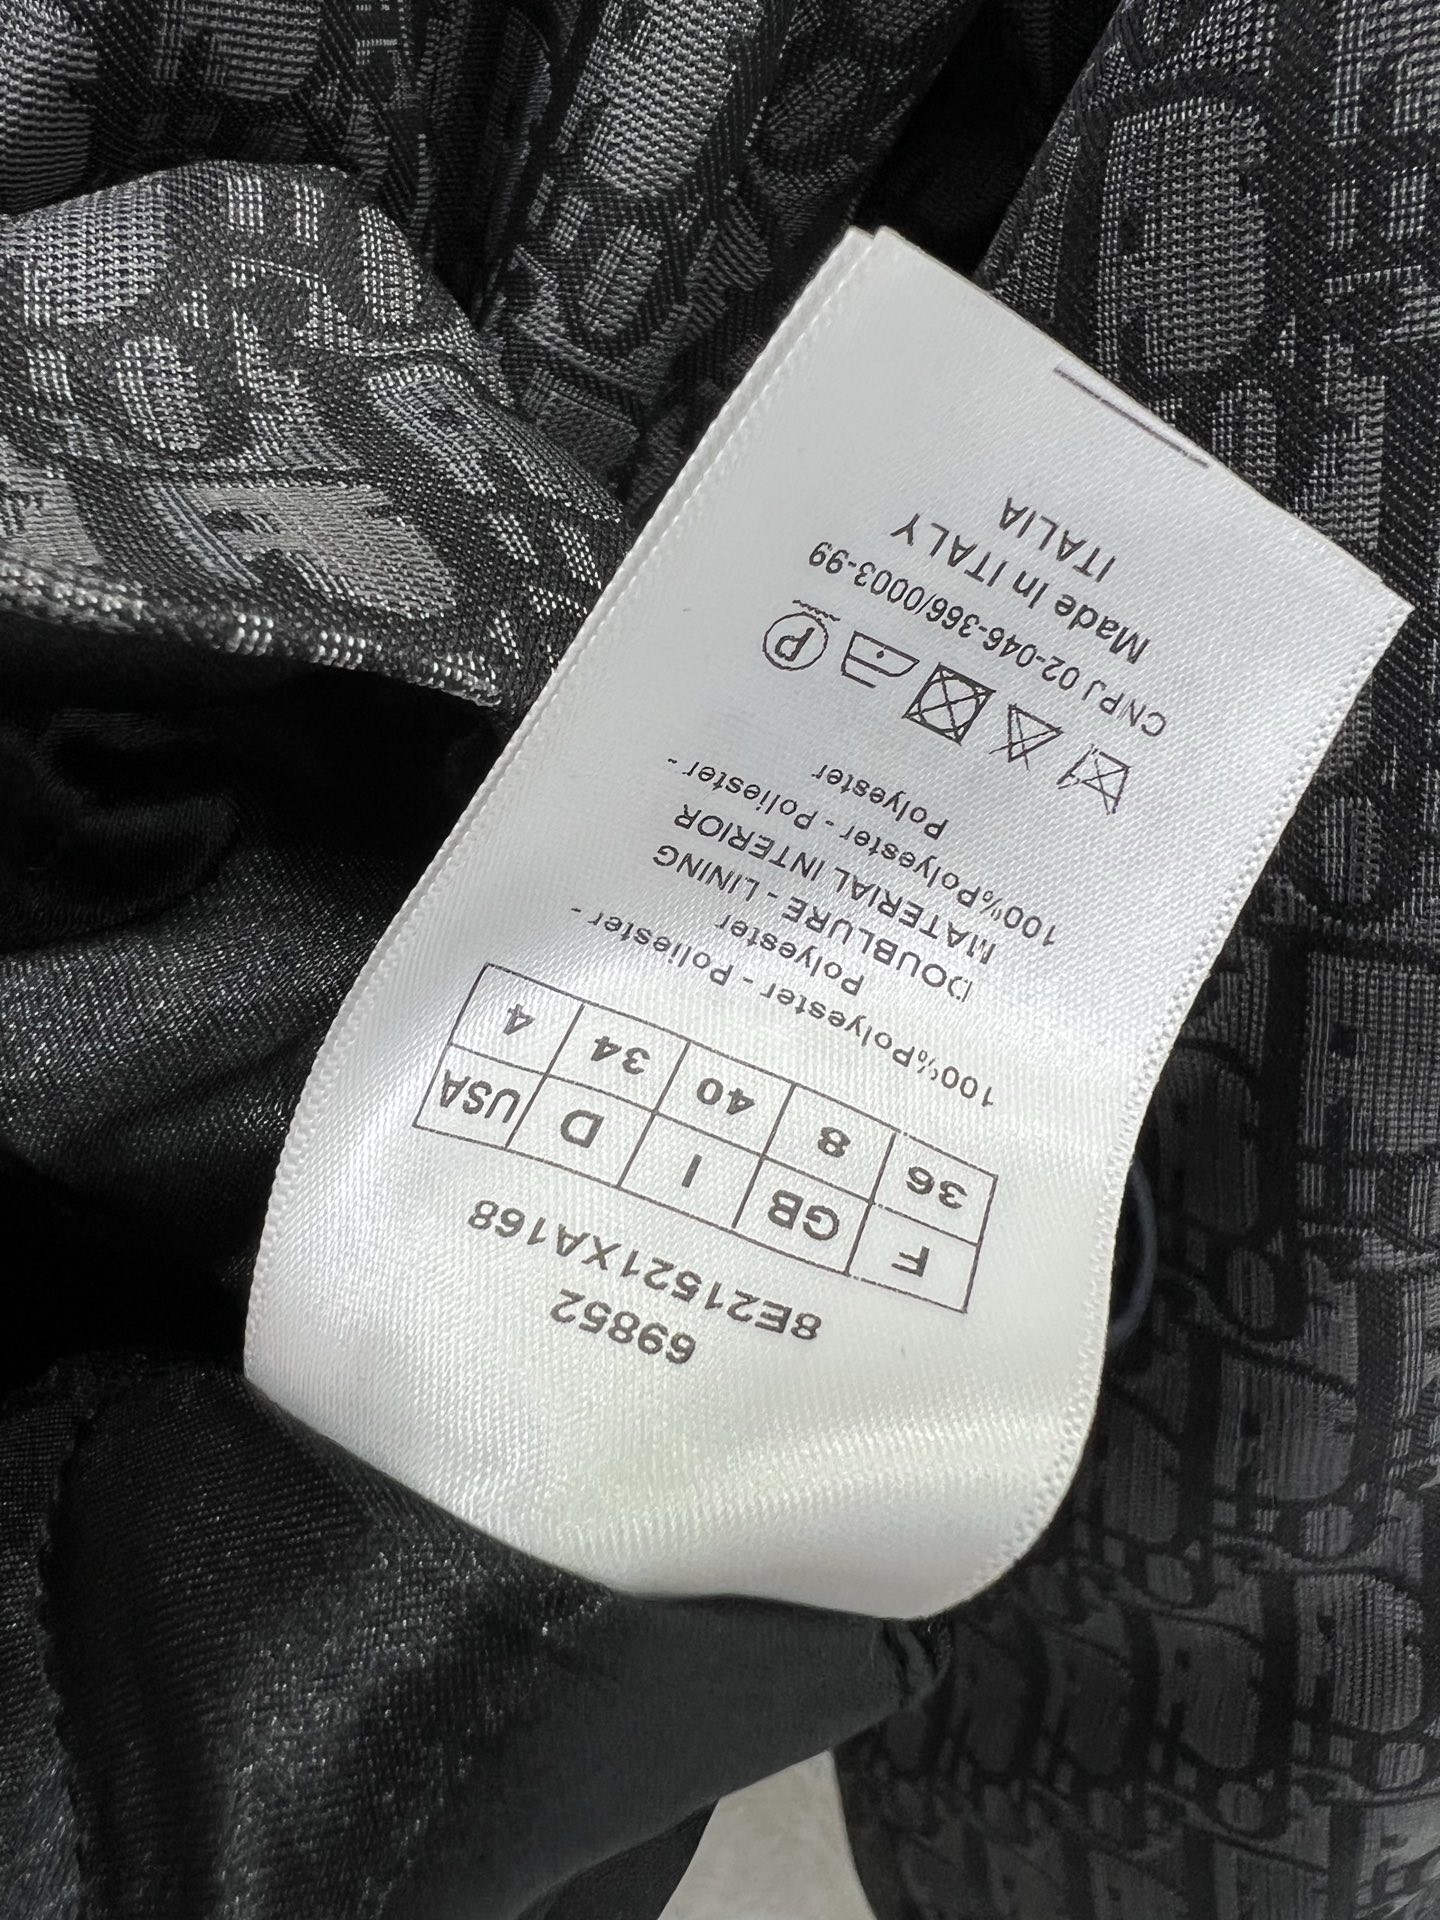 69852
8E21521XA168
F GB I D USA
36 8 40 34 4
100%Polyester - Poliester -
Polyester
DOUBLURE - LINING
MATERIAL INTERIOR
100%Polyester - Poliester -
Polyester
P
CNPJ 02-046-366/0003-99
Made In ITALY
ITALIA